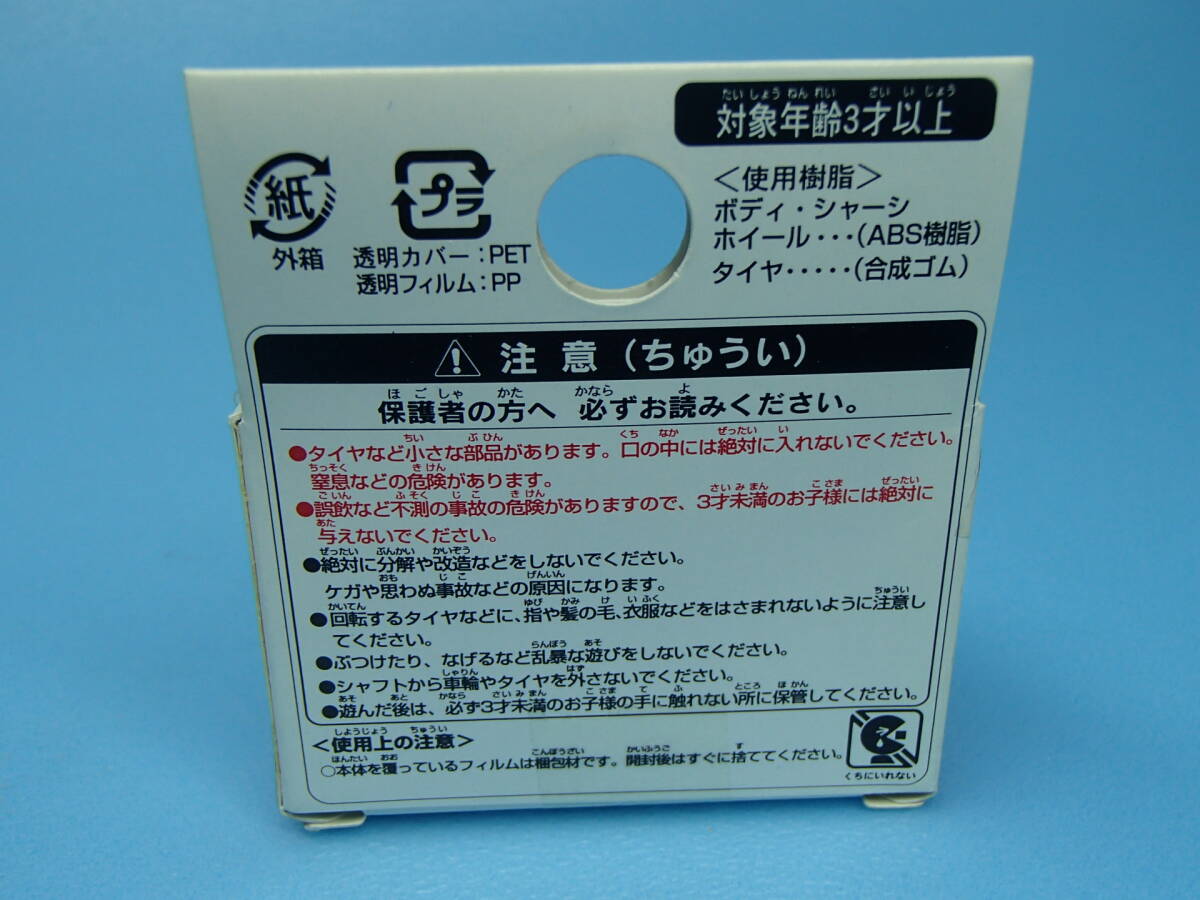 たいしょうねんれい さいいじょう
対象年齢3才以上
紙
外箱
プラ
透明カバー:PET
透明フィルム:PP
<使用樹脂>
ボディ・シャーシ
ホイール・・・(ABS樹脂)
タイヤ・・・・・(合成ゴム)
注意(ちゅうい)
ほごしゃ かた かなら よ
保護者の方へ 必ずお読みください。
ちい ぶひん くち なか ぜったい い
●タイヤなど小さな部品があります。口の中には絶対に入れないでください。
ちっそく きけん
窒息などの危険があります。
ごいん ふそく じこ きけん さいみまん こさま ぜったい
●誤飲など不測の事故の危険がありますので、3才未満のお子様には絶対に
あた
与えないでください。
ぜったい ぶんかい かいぞう
●絶対に分解や改造などをしないでください。
おも じこ げんいん
ケガや思わぬ事故などの原因になります。
かいてん ゆび かみ け いふく ちゅうい
●回転するタイヤなどに、指や髪の毛、衣服などをはさまれないように注意し
てください。
らんぼう あそ
●ぶつけたり、なげるなど乱暴な遊びをしないでください。
しゃりん はず
●シャフトから車輪やタイヤを外さないでください。
あそ あと かなら さいみまん こさま て ふ ところ ほかん
●遊んだ後は、必ず3才未満のお子様の手に触れない所に保管してください。
しようじょう ちゅうい
<使用上の注意>
ほんたい おお こんぽうざい かいふうご す
○本体を覆っているフィルムは梱包材です。開封後はすぐに捨ててください。
くちにいれない